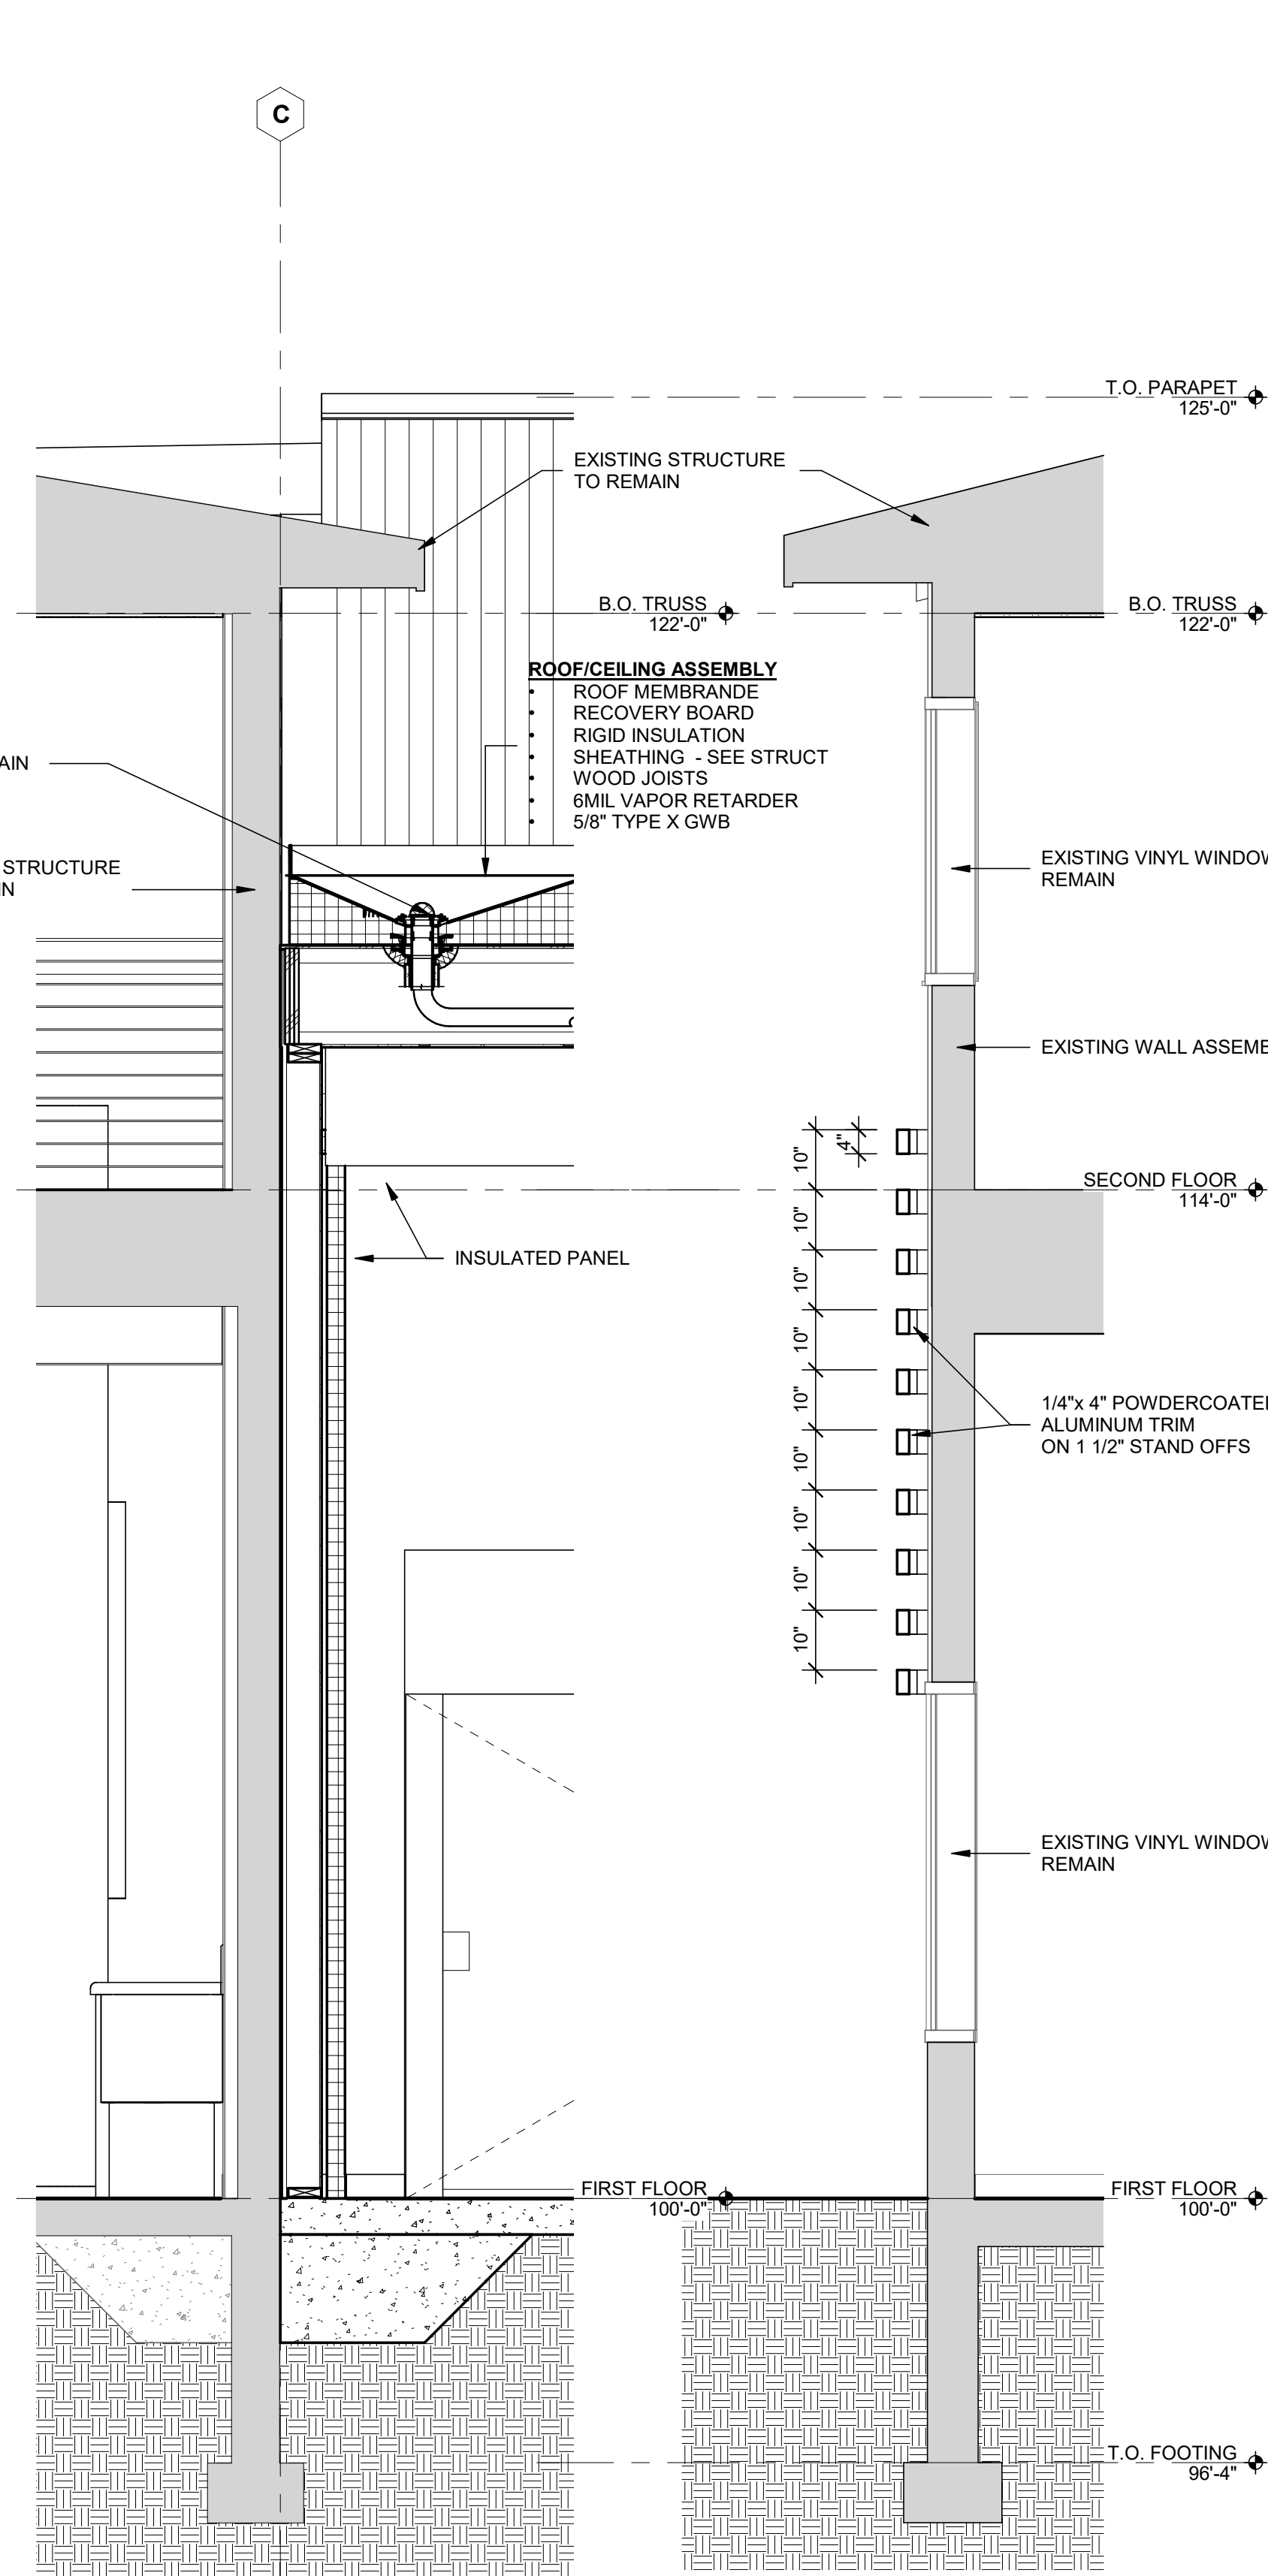 C
T.O. PARAPET
125'-0"
EXISTING STRUCTURE
TO REMAIN
B.O. TRUSS
122'-0"
B.O. TRUSS
122'-0"
ROOF/CEILING ASSEMBLY
• ROOF MEMBRANDE
• RECOVERY BOARD
• RIGID INSULATION
• SHEATHING - SEE STRUCT
• WOOD JOISTS
• 6MIL VAPOR RETARDER
• 5/8" TYPE X GWB
AIN
STRUCTURE
IN
EXISTING VINYL WINDOW
REMAIN
EXISTING WALL ASSEMB
4"
10"
10"
10"
10"
10"
10"
10"
10"
10"
SECOND FLOOR
114'-0"
INSULATED PANEL
1/4"x 4" POWDERCOATED
ALUMINUM TRIM
ON 1 1/2" STAND OFFS
EXISTING VINYL WINDOW
REMAIN
FIRST FLOOR
100'-0"
FIRST FLOOR
100'-0"
T.O. FOOTING
96'-4"